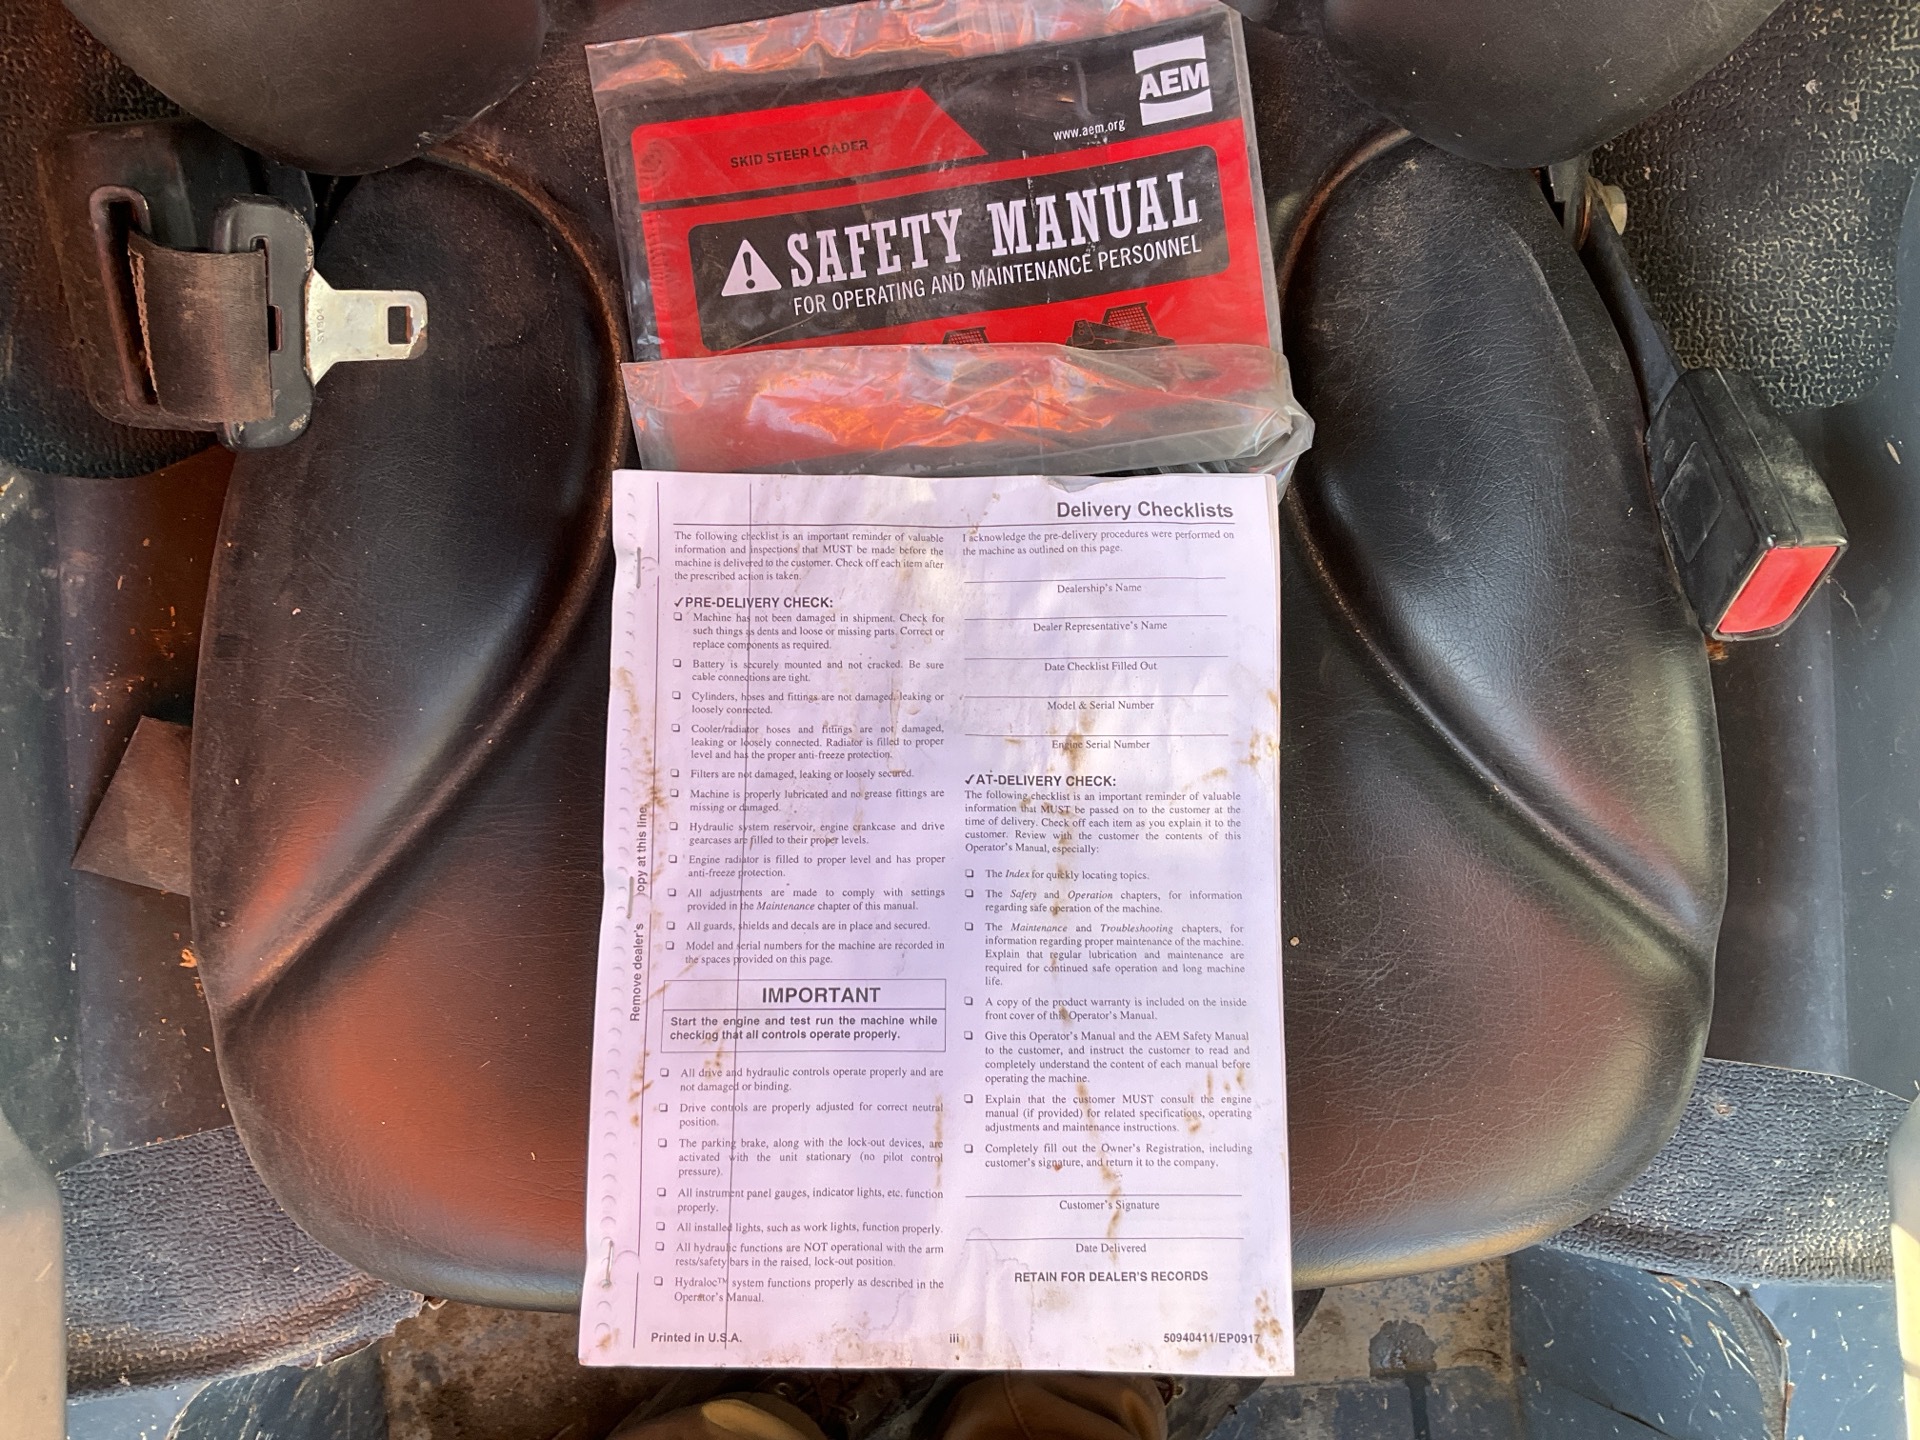 AEM
www.aem.org
SKID STEER LOADER
SAFETY MANUAL
FOR OPERATING AND MAINTENANCE PERSONNEL
SY904
Delivery Checklists
The following checklist is an important reminder of valuable
information and inspections that MUST be made before the
machine is delivered to the customer. Check off each item after
the prescribed action is taken.
✓PRE-DELIVERY CHECK:
❏ Machine has not been damaged in shipment. Check for
such things as dents and loose or missing parts. Correct or
replace components as required.
❏ Battery is securely mounted and not cracked. Be sure
cable connections are tight.
❏ Cylinders, hoses and fittings are not damaged, leaking or
loosely connected.
❏ Cooler/radiator hoses and fittings are not damaged,
leaking or loosely connected. Radiator is filled to proper
level and has the proper anti-freeze protection.
❏ Filters are not damaged, leaking or loosely secured.
❏ Machine is properly lubricated and no grease fittings are
missing or damaged.
❏ Hydraulic system reservoir, engine crankcase and drive
gearcases are filled to their proper levels.
❏ Engine radiator is filled to proper level and has proper
anti-freeze protection.
❏ All adjustments are made to comply with settings
provided in the Maintenance chapter of this manual.
❏ All guards, shields and decals are in place and secured.
❏ Model and serial numbers for the machine are recorded in
the spaces provided on this page.
IMPORTANT
Start the engine and test run the machine while
checking that all controls operate properly.
❏ All drive and hydraulic controls operate properly and are
not damaged or binding.
❏ Drive controls are properly adjusted for correct neutral
position.
❏ The parking brake, along with the lock-out devices, are
activated with the unit stationary (no pilot control
pressure).
❏ All instrument panel gauges, indicator lights, etc. function
properly.
❏ All installed lights, such as work lights, function properly.
❏ All hydraulic functions are NOT operational with the arm
rests/safety bars in the raised, lock-out position.
❏ Hydraloc™ system functions properly as described in the
Operator's Manual.
I acknowledge the pre-delivery procedures were performed on
the machine as outlined on this page.
Dealership's Name
Dealer Representative's Name
Date Checklist Filled Out
Model & Serial Number
Engine Serial Number
✓AT-DELIVERY CHECK:
The following checklist is an important reminder of valuable
information that MUST be passed on to the customer at the
time of delivery. Check off each item as you explain it to the
customer. Review with the customer the contents of this
Operator's Manual, especially:
❏ The Index for quickly locating topics.
❏ The Safety and Operation chapters, for information
regarding safe operation of the machine.
❏ The Maintenance and Troubleshooting chapters, for
information regarding proper maintenance of the machine.
Explain that regular lubrication and maintenance are
required for continued safe operation and long machine
life.
❏ A copy of the product warranty is included on the inside
front cover of this Operator's Manual.
❏ Give this Operator's Manual and the AEM Safety Manual
to the customer, and instruct the customer to read and
completely understand the content of each manual before
operating the machine.
❏ Explain that the customer MUST consult the engine
manual (if provided) for related specifications, operating
adjustments and maintenance instructions.
❏ Completely fill out the Owner's Registration, including
customer's signature, and return it to the company.
Customer's Signature
Date Delivered
RETAIN FOR DEALER'S RECORDS
Remove dealer's opy at this line
Printed in U.S.A.
iii
50940411/EP0917